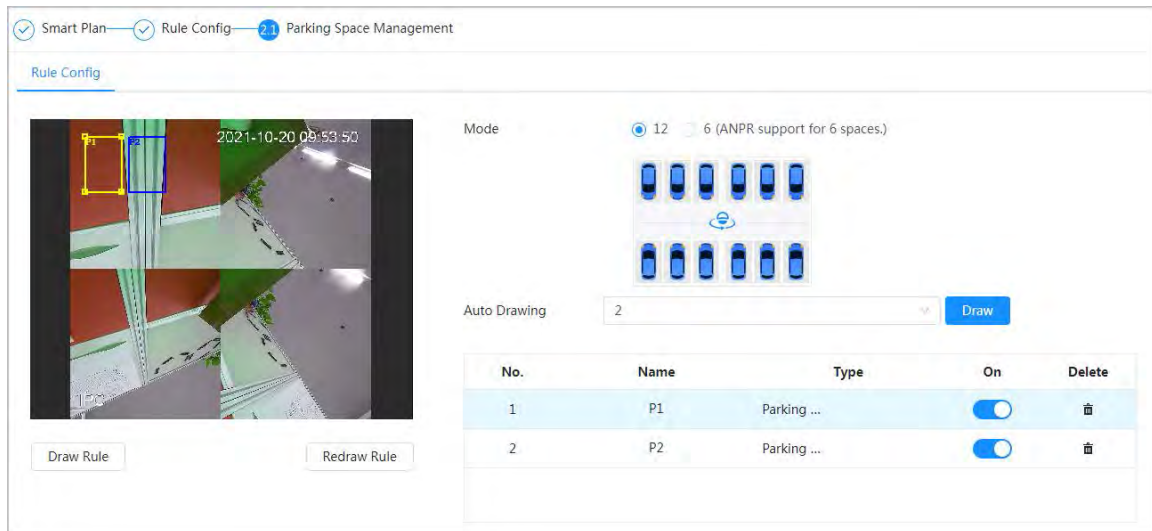 Smart Plan Rule Config 2.1 Parking Space Management
Rule Config
2021-10-20 09:53:50
P1 P2
IPC
Draw Rule Redraw Rule
Mode 12 6 (ANPR support for 6 spaces.)
Auto Drawing 2 Draw
No. Name Type On Delete
1 P1 Parking ...
2 P2 Parking ...